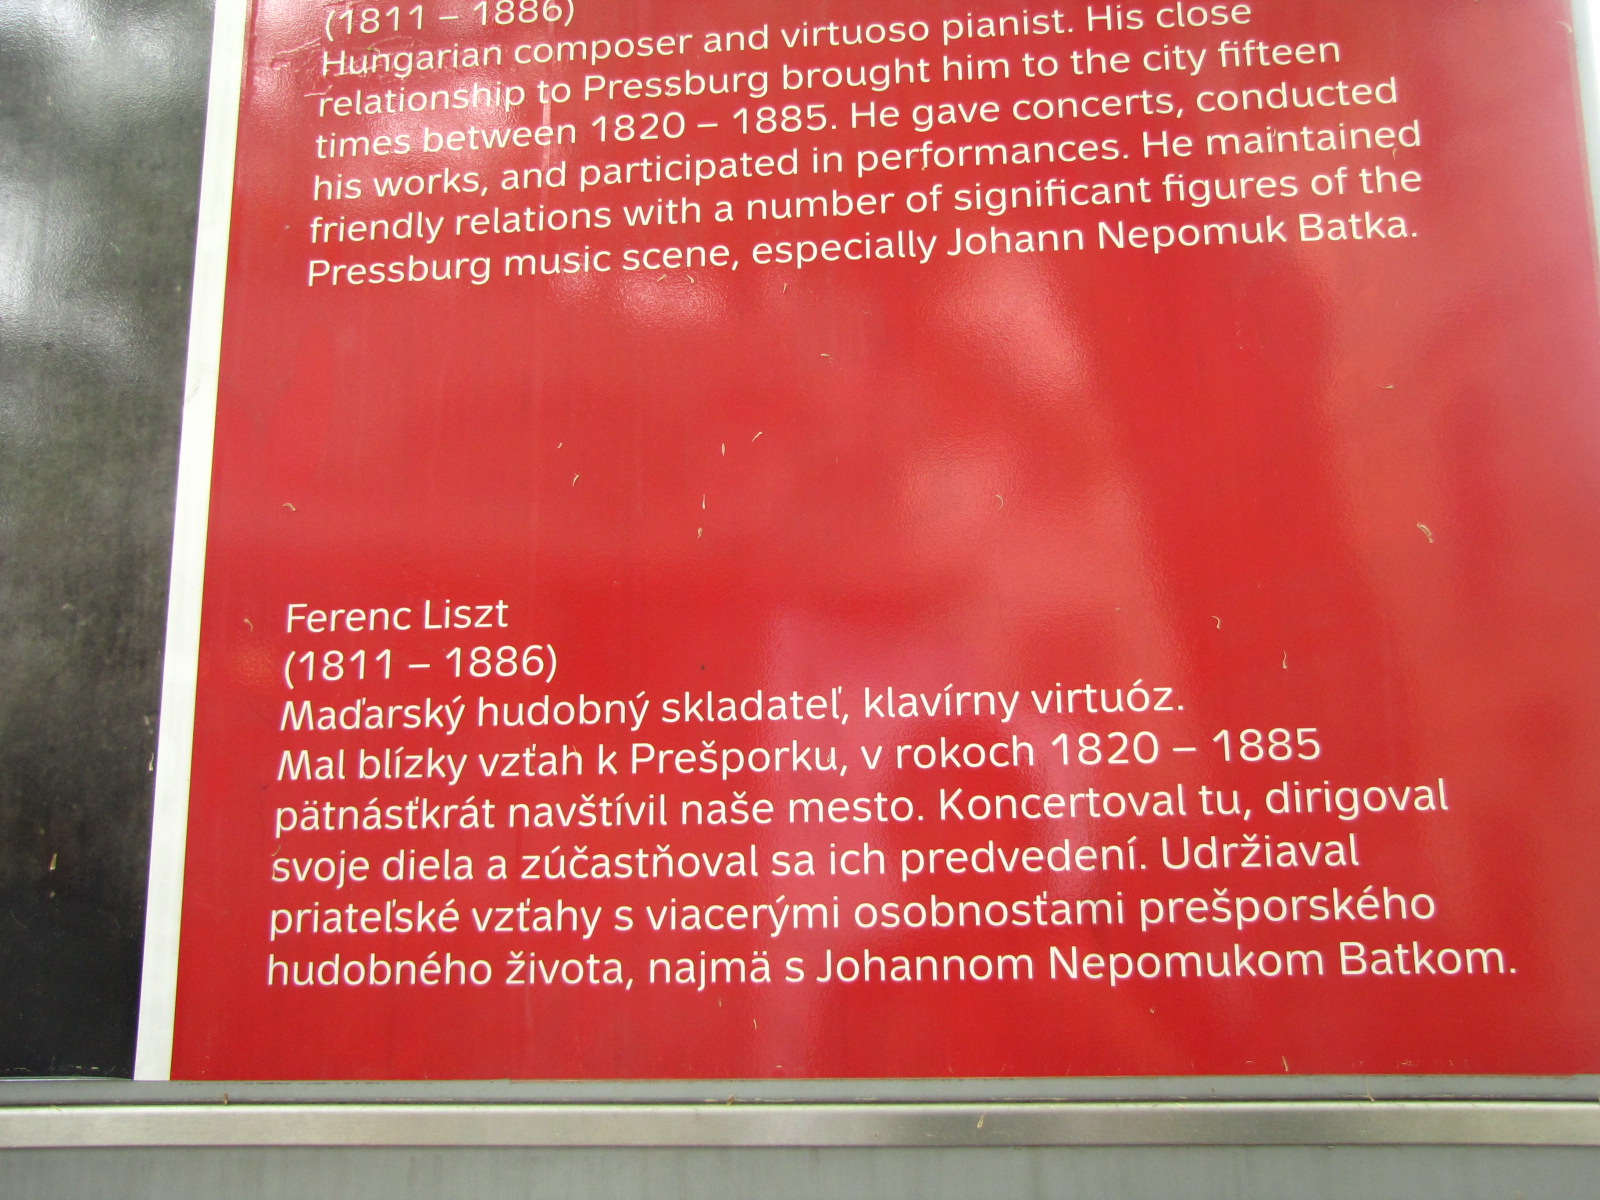 (1811 – 1886)
Hungarian composer and virtuoso pianist. His close
relationship to Pressburg brought him to the city fifteen
times between 1820 – 1885. He gave concerts, conducted
his works, and participated in performances. He maintained
friendly relations with a number of significant figures of the
Pressburg music scene, especially Johann Nepomuk Batka.
Ferenc Liszt
(1811 – 1886)
Maďarský hudobný skladateľ, klavírny virtuóz.
Mal blízky vzťah k Prešporku, v rokoch 1820 – 1885
pätnásťkrát navštívil naše mesto. Koncertoval tu, dirigoval
svoje diela a zúčastňoval sa ich predvedení. Udržiaval
priateľské vzťahy s viacerými osobnosťami prešporského
hudobného života, najmä s Johannom Nepomukom Batkom.